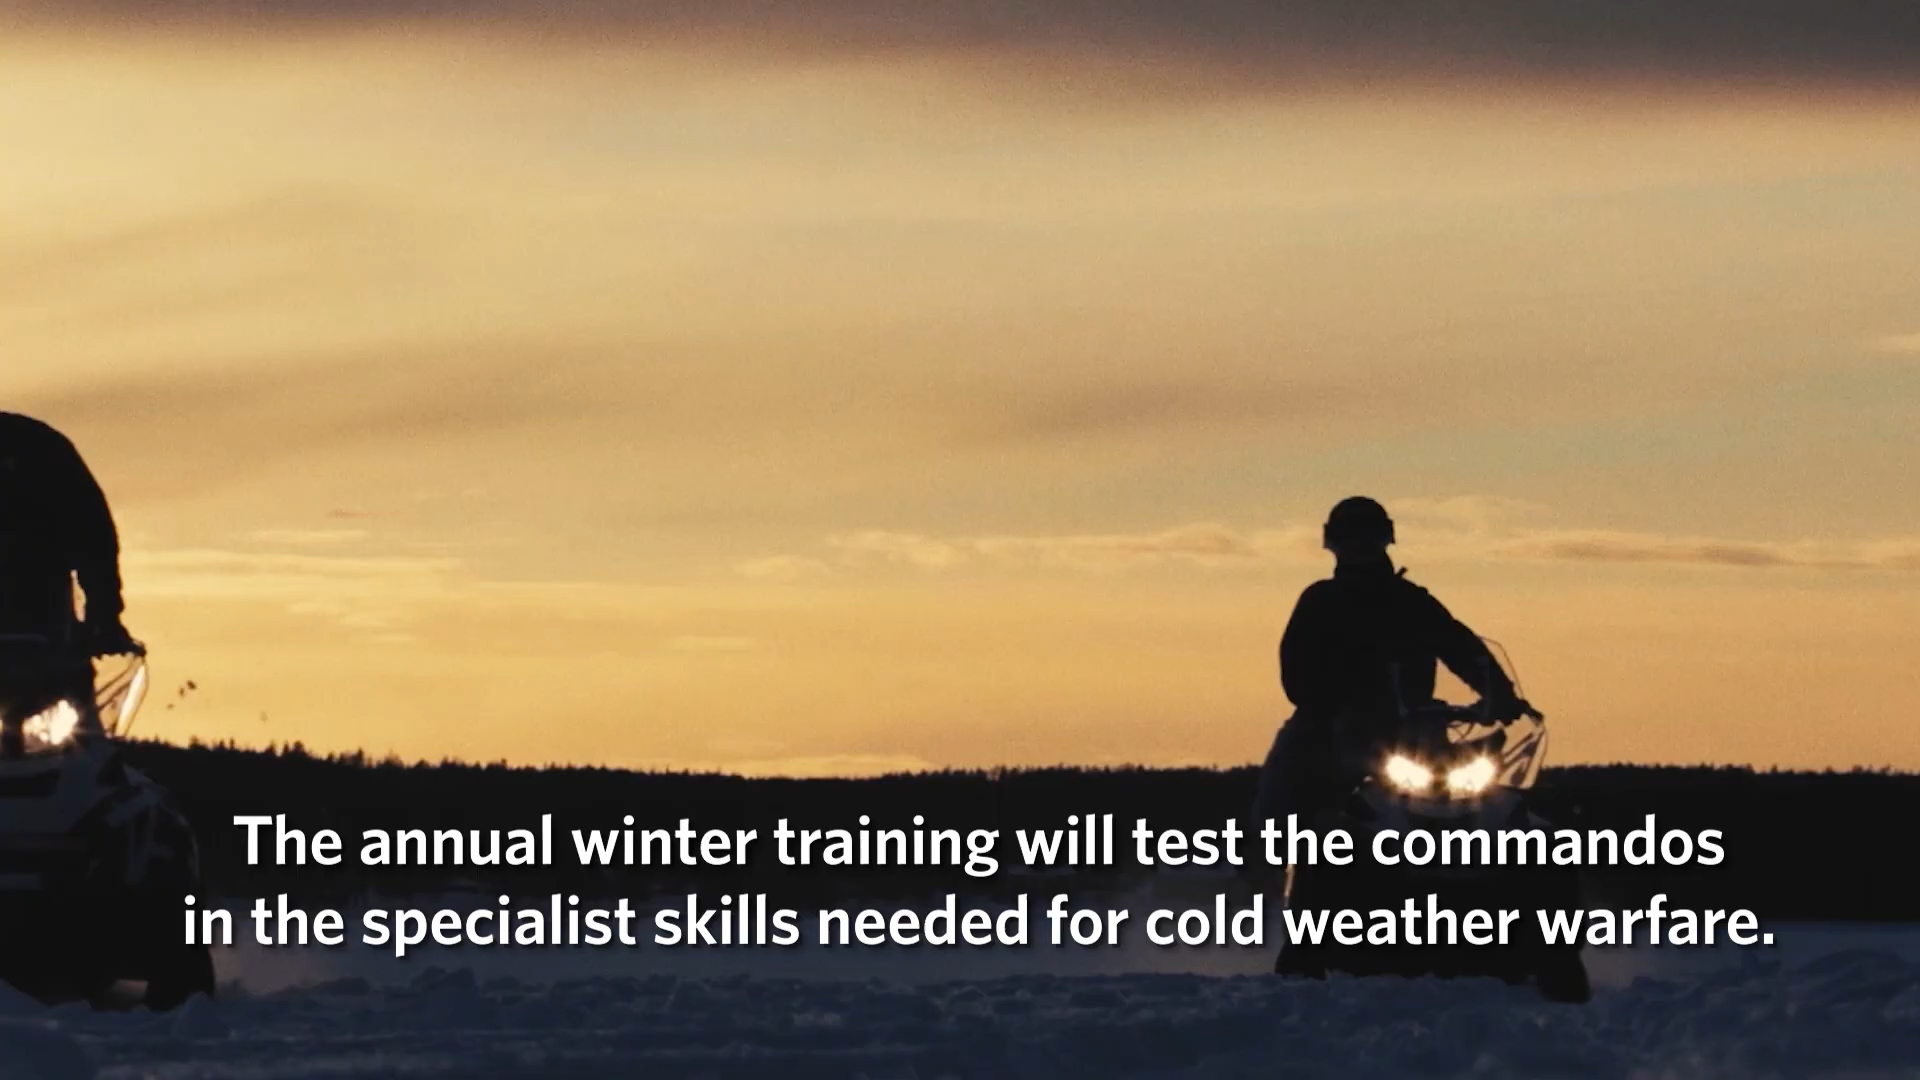 The annual winter training will test the commandos
in the specialist skills needed for cold weather warfare.